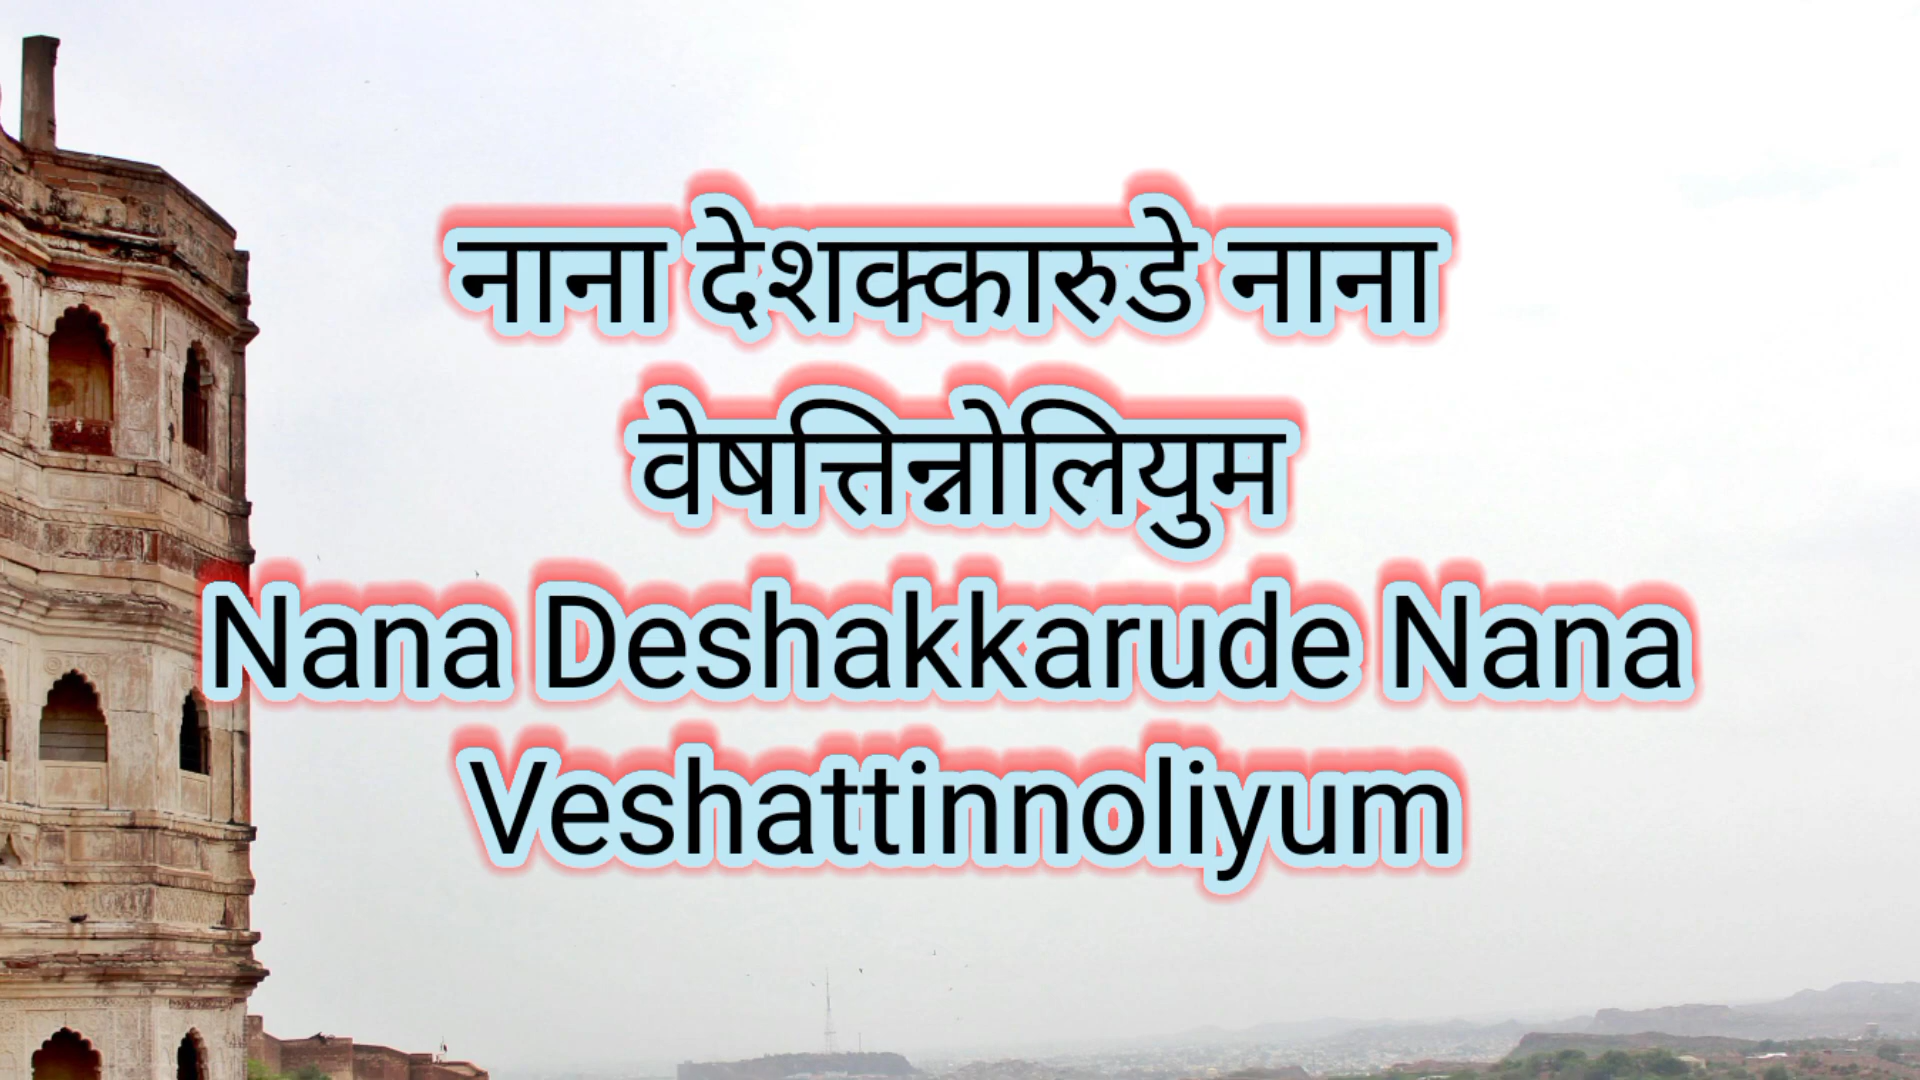 नाना देशक्कारुडे नाना
वेषत्तिन्नोलियुम
Nana Deshakkarude Nana
Veshattinnoliyum